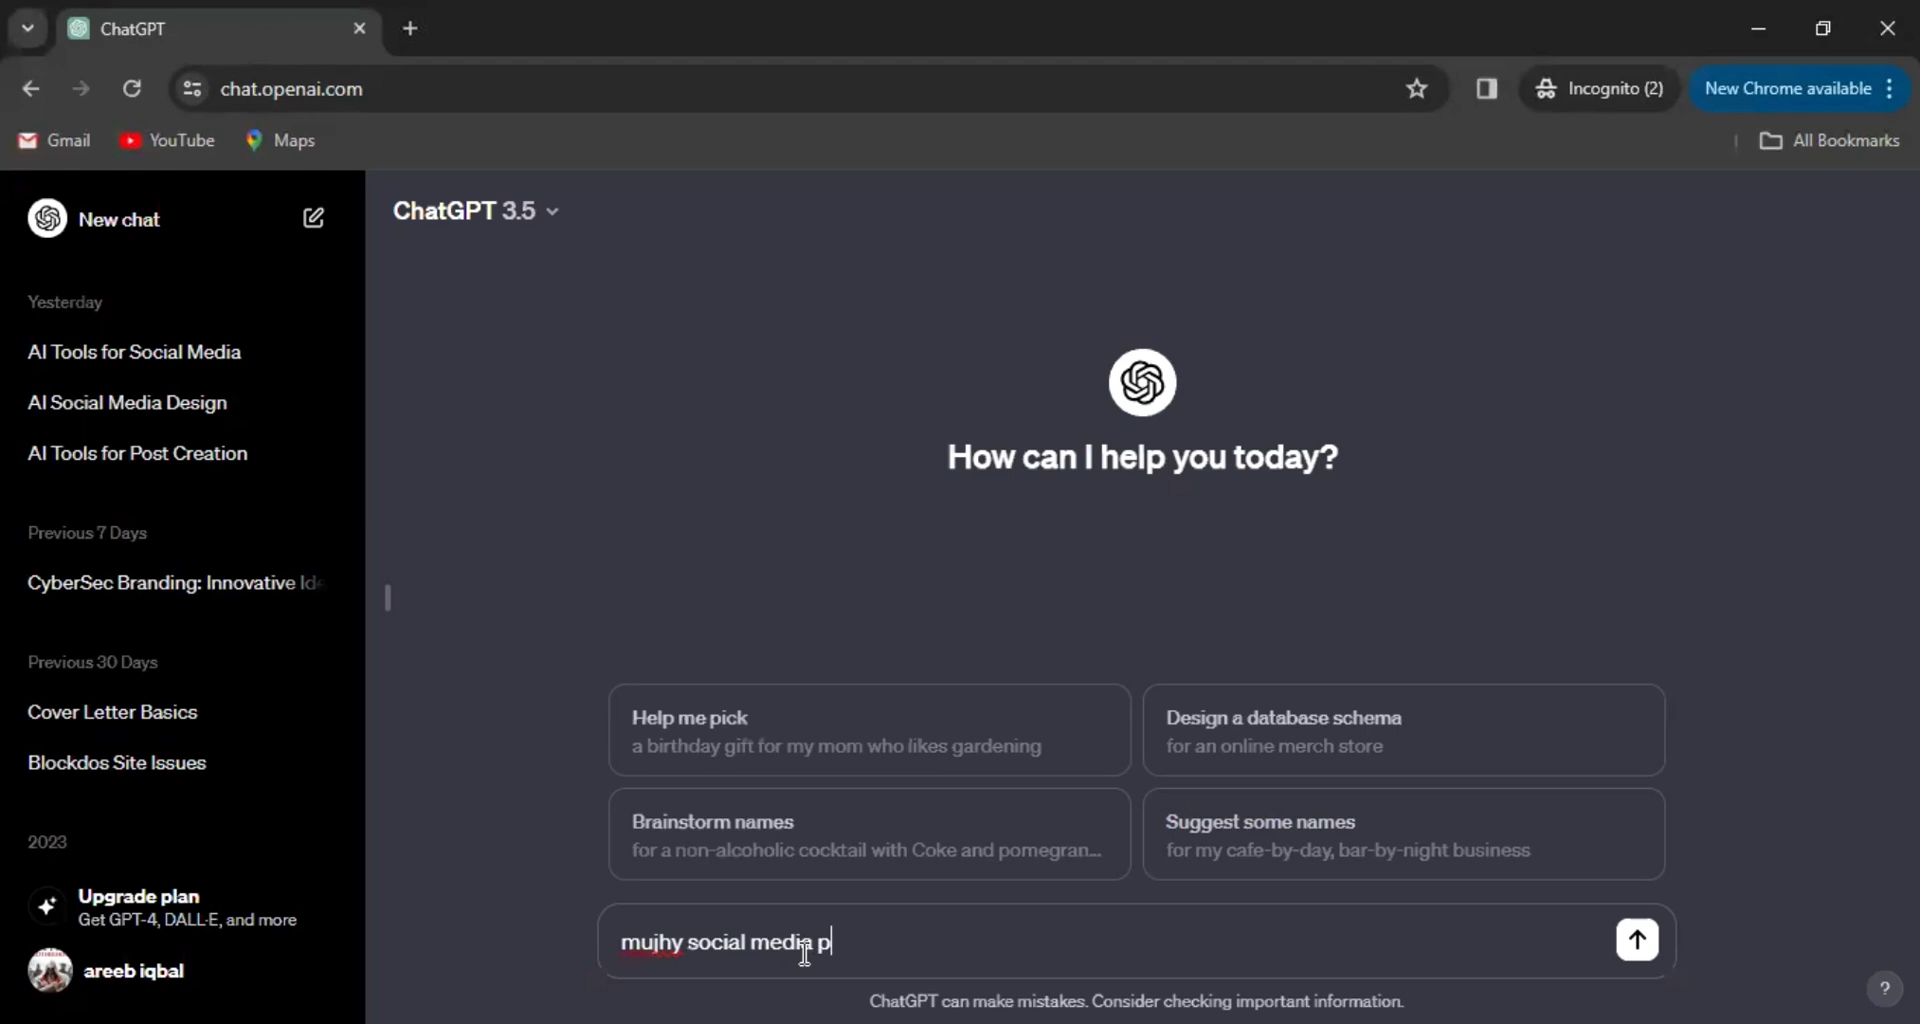 ChatGPT
chat.openai.com
Incognito (2)
New Chrome available
Gmail
YouTube
Maps
All Bookmarks
New chat
Yesterday
AI Tools for Social Media
AI Social Media Design
AI Tools for Post Creation
Previous 7 Days
CyberSec Branding: Innovative Ide
Previous 30 Days
Cover Letter Basics
Blockdos Site Issues
2023
Upgrade plan
Get GPT-4, DALL·E, and more
areeb iqbal
ChatGPT 3.5
How can I help you today?
Help me pick
a birthday gift for my mom who likes gardening
Design a database schema
for an online merch store
Brainstorm names
for a non-alcoholic cocktail with Coke and pomegran...
Suggest some names
for my cafe-by-day, bar-by-night business
mujhy social media p
ChatGPT can make mistakes. Consider checking important information.
?